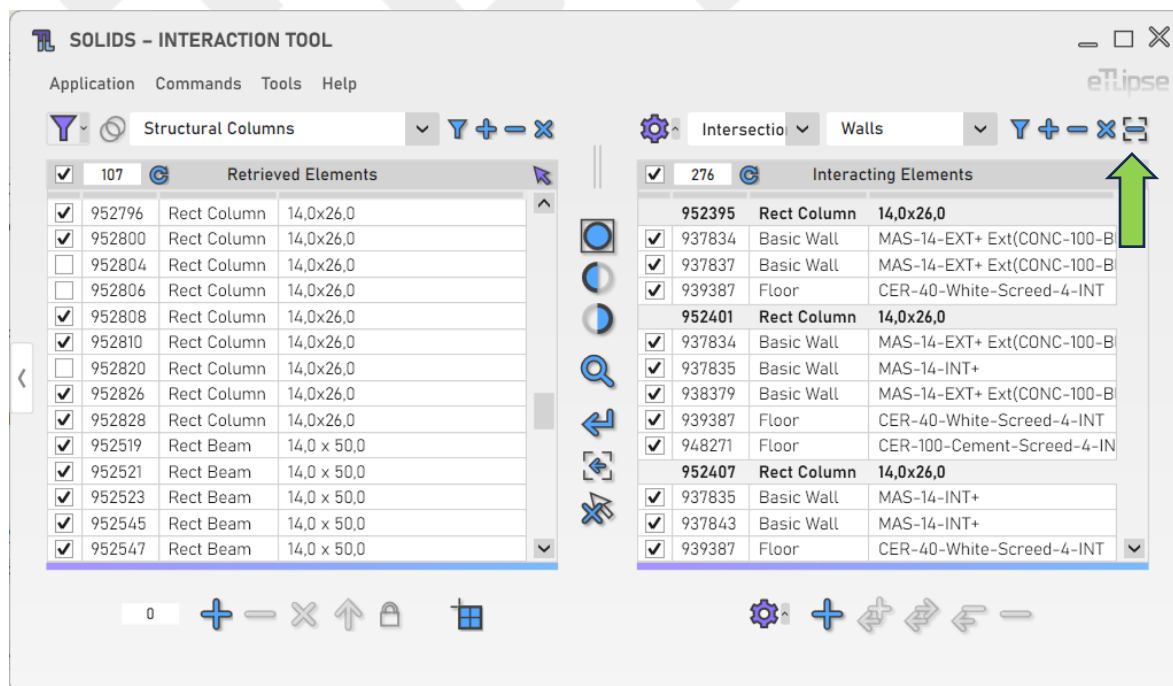 SOLIDS – INTERACTION TOOL
Application Commands Tools Help
eTLipse
Structural Columns
Intersectio Walls
107 Retrieved Elements
276 Interacting Elements
952796 Rect Column 14,0x26,0
952800 Rect Column 14,0x26,0
952804 Rect Column 14,0x26,0
952806 Rect Column 14,0x26,0
952808 Rect Column 14,0x26,0
952810 Rect Column 14,0x26,0
952820 Rect Column 14,0x26,0
952826 Rect Column 14,0x26,0
952828 Rect Column 14,0x26,0
952519 Rect Beam 14,0 x 50,0
952521 Rect Beam 14,0 x 50,0
952523 Rect Beam 14,0 x 50,0
952545 Rect Beam 14,0 x 50,0
952547 Rect Beam 14,0 x 50,0
952395 Rect Column 14,0x26,0
937834 Basic Wall MAS-14-EXT+ Ext(CONC-100-B
937837 Basic Wall MAS-14-EXT+ Ext(CONC-100-B
939387 Floor CER-40-White-Screed-4-INT
952401 Rect Column 14,0x26,0
937834 Basic Wall MAS-14-EXT+ Ext(CONC-100-B
937835 Basic Wall MAS-14-INT+
938379 Basic Wall MAS-14-EXT+ Ext(CONC-100-B
939387 Floor CER-40-White-Screed-4-INT
948271 Floor CER-100-Cement-Screed-4-IN
952407 Rect Column 14,0x26,0
937835 Basic Wall MAS-14-INT+
937843 Basic Wall MAS-14-INT+
939387 Floor CER-40-White-Screed-4-INT
0